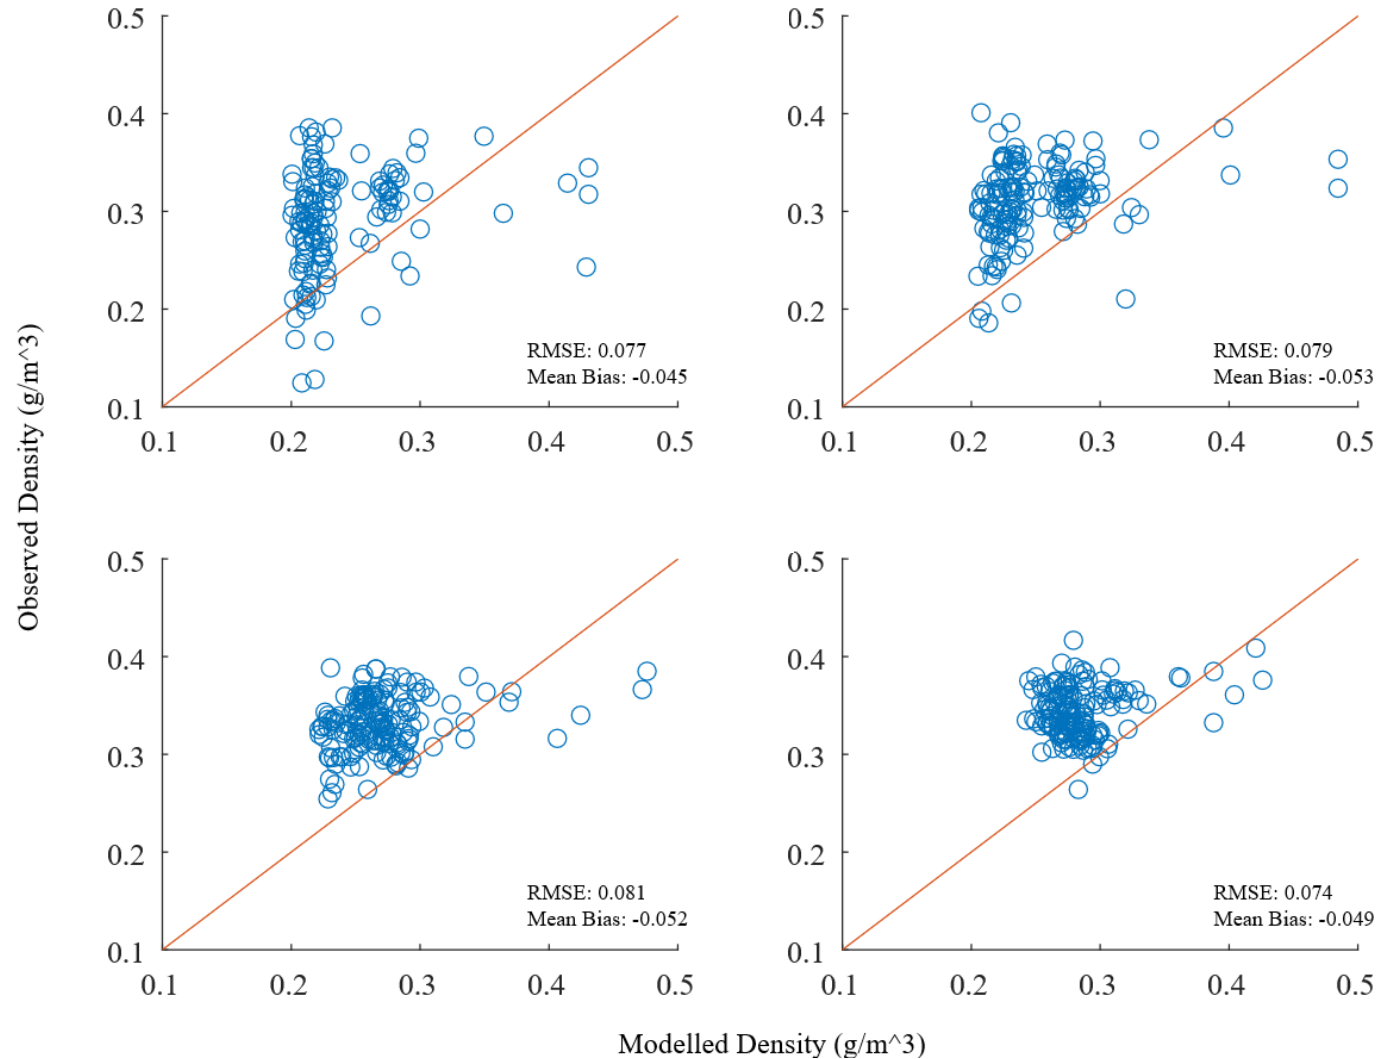 Observed Density (g/m^3)
0.5
0.4
0.3
0.2
0.1
0.1 0.2 0.3 0.4 0.5
RMSE: 0.077
Mean Bias: -0.045
0.5
0.4
0.3
0.2
0.1
0.1 0.2 0.3 0.4 0.5
RMSE: 0.079
Mean Bias: -0.053
0.5
0.4
0.3
0.2
0.1
0.1 0.2 0.3 0.4 0.5
RMSE: 0.081
Mean Bias: -0.052
0.5
0.4
0.3
0.2
0.1
0.1 0.2 0.3 0.4 0.5
RMSE: 0.074
Mean Bias: -0.049
Modelled Density (g/m^3)